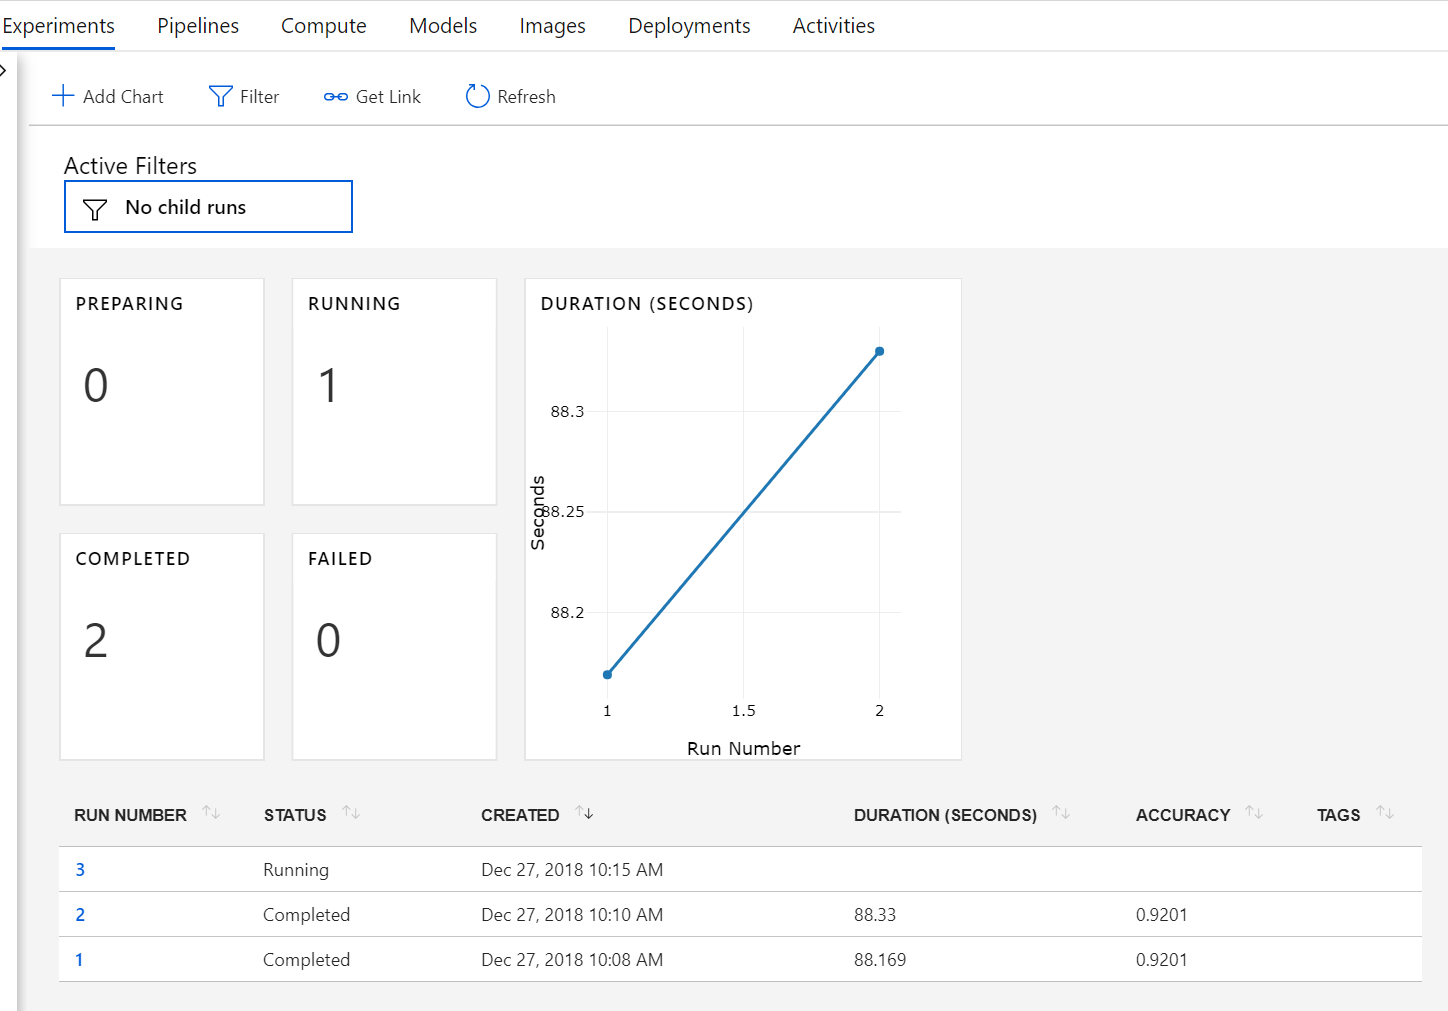 Experiments Pipelines Compute Models Images Deployments Activities
Add Chart Filter Get Link Refresh
Active Filters
No child runs
PREPARING
0
RUNNING
1
COMPLETED
2
FAILED
0
DURATION (SECONDS)
88.3
88.25
88.2
Seconds
1 1.5 2
Run Number
RUN NUMBER STATUS CREATED DURATION (SECONDS) ACCURACY TAGS
3 Running Dec 27, 2018 10:15 AM
2 Completed Dec 27, 2018 10:10 AM 88.33 0.9201
1 Completed Dec 27, 2018 10:08 AM 88.169 0.9201